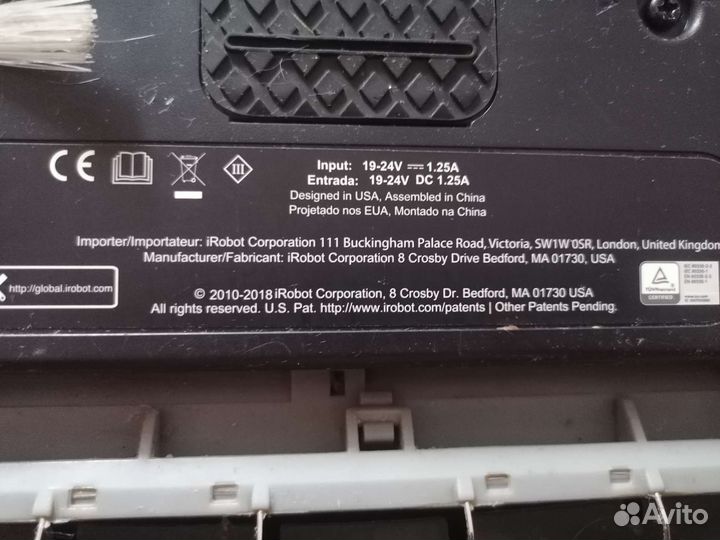 CE
III
Input: 19-24V ⎓ 1.25A
Entrada: 19-24V DC 1.25A
Designed in USA, Assembled in China
Projetado nos EUA, Montado na China
Importer/Importateur: iRobot Corporation 111 Buckingham Palace Road, Victoria, SW1W 0SR, London, United Kingdom
Manufacturer/Fabricant: iRobot Corporation 8 Crosby Drive Bedford, MA 01730, USA
http://global.irobot.com
© 2010-2018 iRobot Corporation, 8 Crosby Dr. Bedford, MA 01730 USA
All rights reserved. U.S. Pat. http://www.irobot.com/patents | Other Patents Pending.
TÜVRheinland
CERTIFIED
Avito